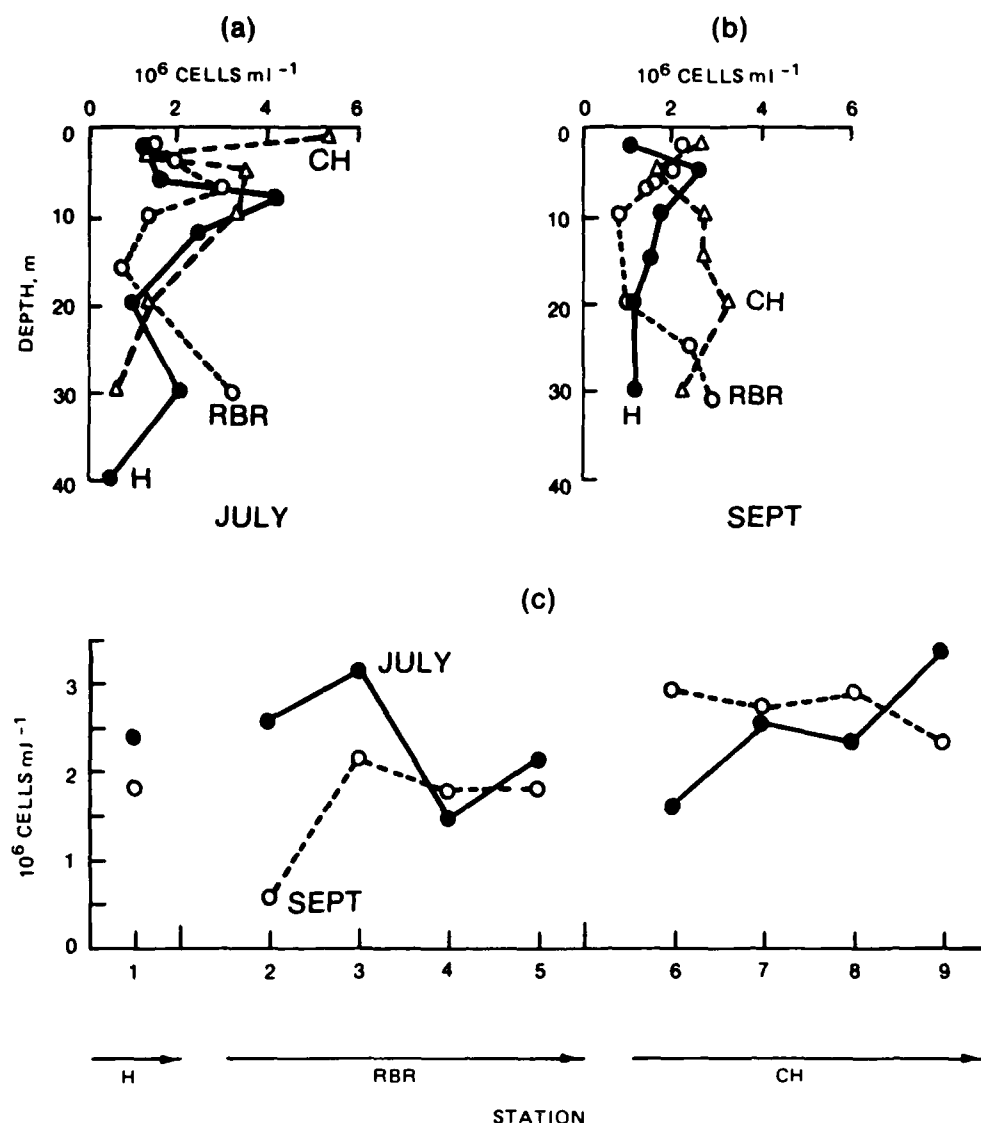 (a)
10⁶ CELLS ml⁻¹
0 2 4 6
0
10
20
30
40
DEPTH, m
CH
RBR
H
JULY
(b)
10⁶ CELLS ml⁻¹
0 2 4 6
0
10
20
30
40
CH
RBR
H
SEPT
(c)
10⁶ CELLS ml⁻¹
3
2
1
0
JULY
SEPT
1 2 3 4 5 6 7 8 9
H RBR CH
STATION